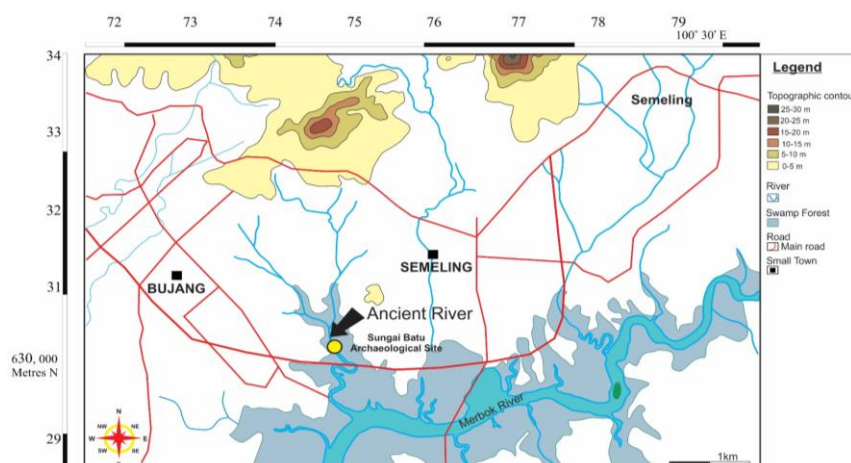 72 73 74 75 76 77 78 79
100° 30' E
34
33
32
31
630, 000
Metres N
29
Semeling
SEMELING
BUJANG
Ancient River
Sungai Batu
Archaeological Site
Merbok River
N
NW NE
W E
SW SE
S
1km
Legend
Topographic contou
25-30 m
20-25 m
15-20 m
10-15 m
5-10 m
0-5 m
River
Swamp Forest
Road
Main road
Small Town